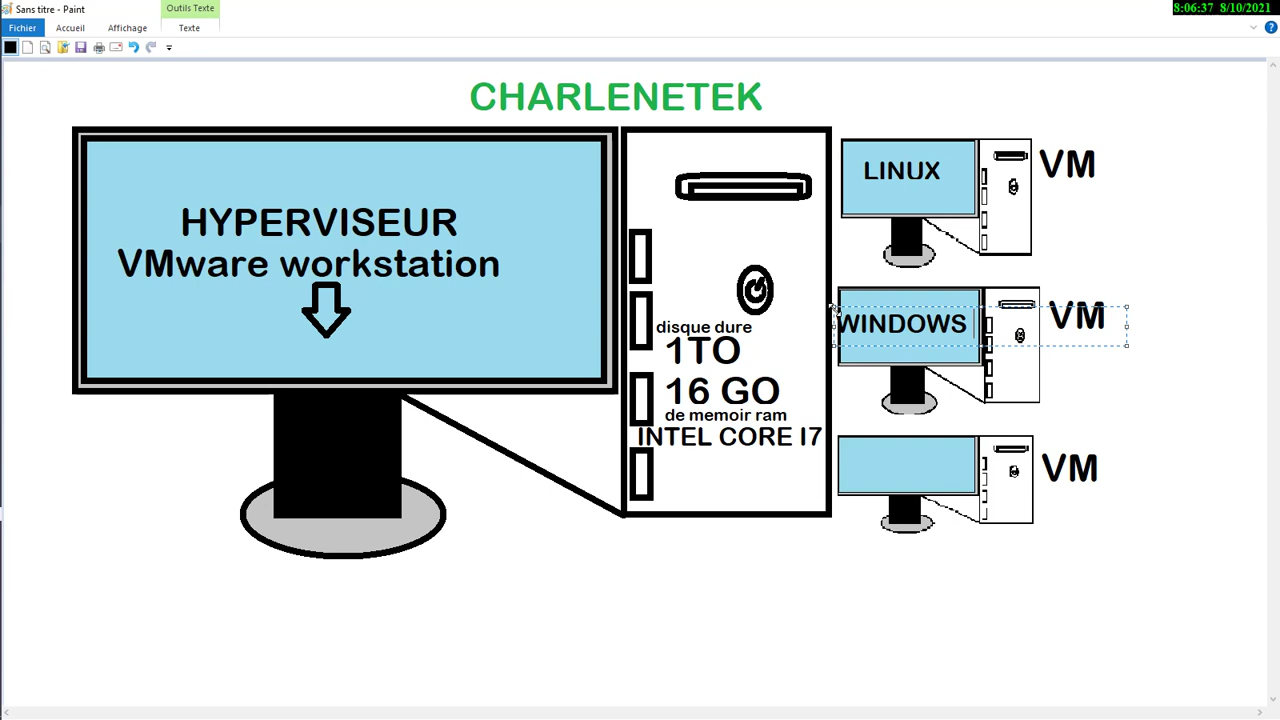 Sans titre - Paint
Outils Texte
8:06:37 8/10/2021
Fichier
Accueil
Affichage
Texte
CHARLENETEK
HYPERVISEUR
VMware workstation
disque dure
1TO
16 GO
de memoir ram
INTEL CORE I7
LINUX
VM
WINDOWS
VM
VM